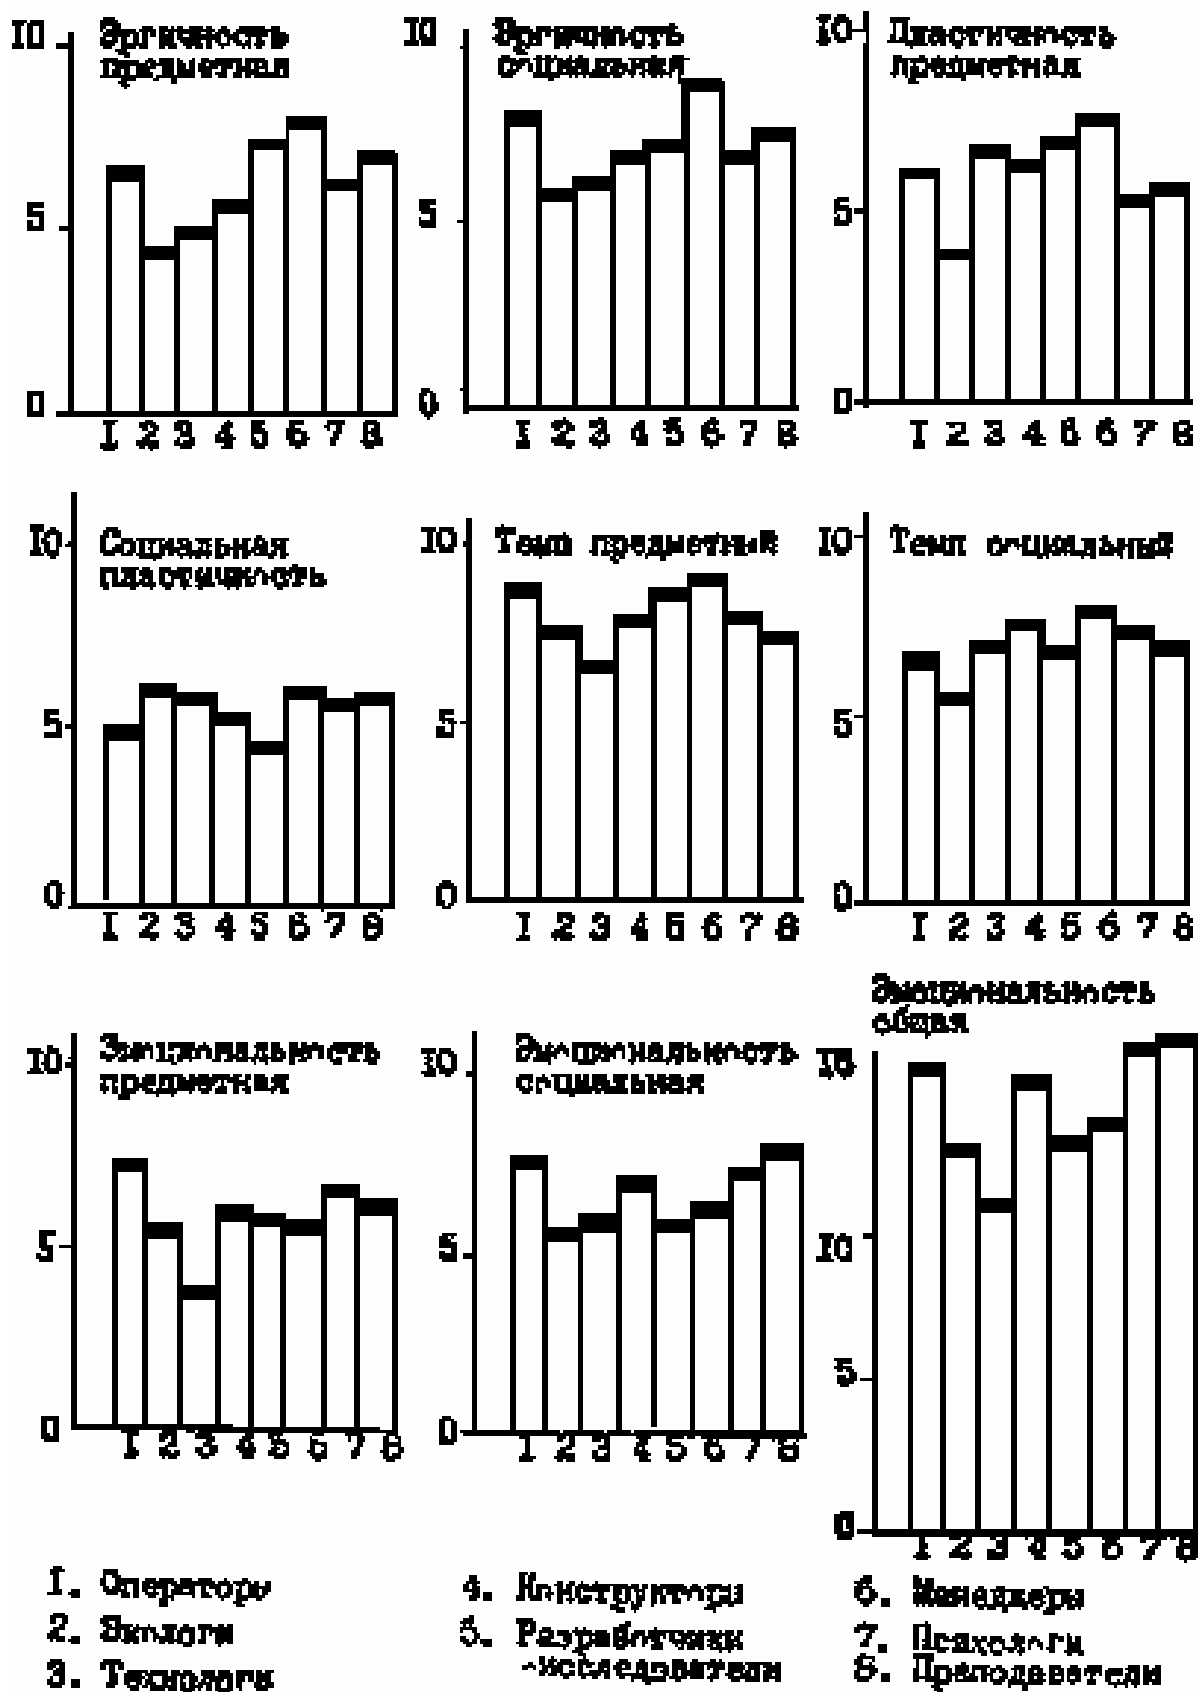 10 Эргичность
предметная
5
0
1 2 3 4 5 6 7 8
10 Эргичность
социальная
5
0
1 2 3 4 5 6 7 8
10 Пластичность
предметная
5
0
1 2 3 4 5 6 7 8
10 Социальная
пластичность
5
0
1 2 3 4 5 6 7 8
10 Темп предметный
5
0
1 2 3 4 5 6 7 8
10 Темп социальный
5
0
1 2 3 4 5 6 7 8
10 Эмоциональность
предметная
5
0
1 2 3 4 5 6 7 8
10 Эмоциональность
социальная
5
0
1 2 3 4 5 6 7 8
Эмоциональность
общая
15
10
5
0
1 2 3 4 5 6 7 8
1. Операторы
2. Экологи
3. Технологи
4. Конструктора
5. Разработчики
-исследователи
6. Менеджеры
7. Психологи
8. Преподаватели